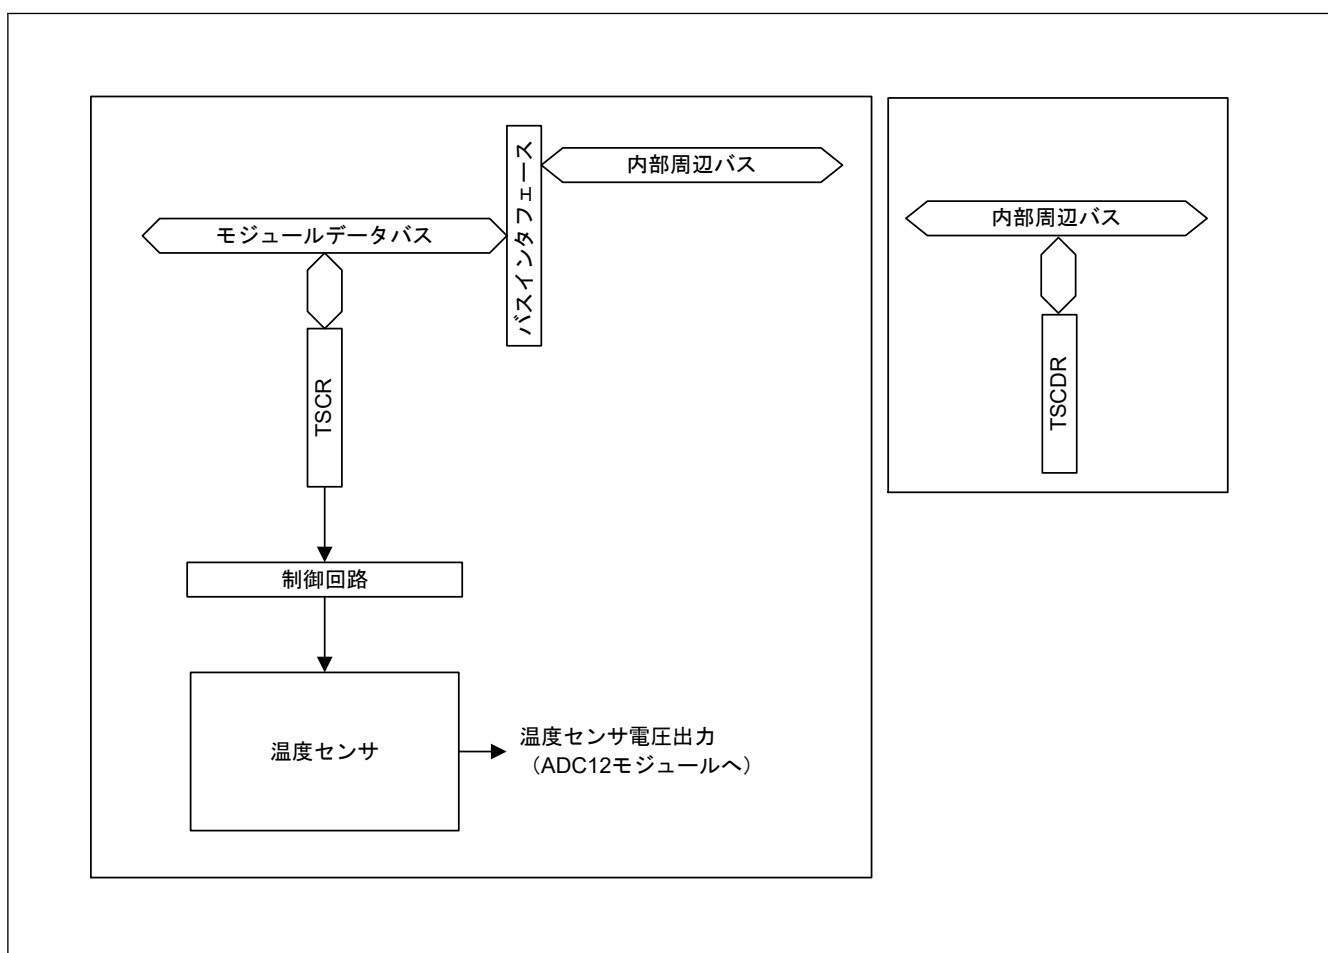 バスインタフェース
内部周辺バス
モジュールデータバス
TSCR
制御回路
温度センサ
温度センサ電圧出力
（ADC12モジュールへ）
内部周辺バス
TSCDR